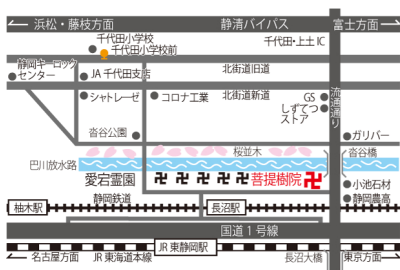 浜松・藤枝方面 静清バイパス 富士方面
千代田小学校
千代田小学校前 千代田・上土IC
静岡キーロック
センター
JA 千代田支店 北街道旧道
シャトレーゼ コロナ工業 北街道新道 GS
しずてつ
ストア
流通通り
沓谷公園 ガリバー
桜並木 沓谷橋
巴川放水路
愛宕霊園 卍 卍 卍 卍 卍 菩提樹院 卍
小池石材
静岡農高
柚木駅 静岡鉄道 長沼駅
国道1号線
JR 東静岡駅
名古屋方面 JR 東海道本線 長沼大橋 東京方面